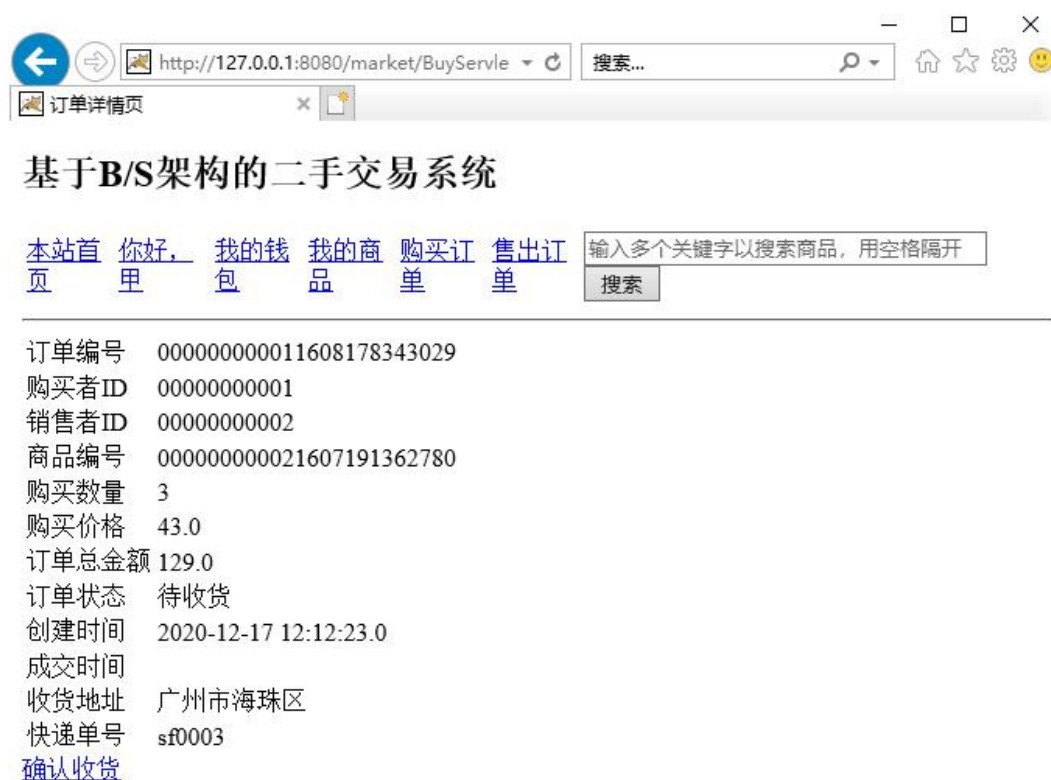 http://127.0.0.1:8080/market/BuyServle
搜索...
订单详情页
基于B/S架构的二手交易系统
本站首页 你好，甲 我的钱包 我的商品 购买订单 售出订单 输入多个关键字以搜索商品，用空格隔开
搜索
订单编号 000000000011608178343029
购买者ID 00000000001
销售者ID 00000000002
商品编号 000000000021607191362780
购买数量 3
购买价格 43.0
订单总金额 129.0
订单状态 待收货
创建时间 2020-12-17 12:12:23.0
成交时间
收货地址 广州市海珠区
快递单号 sf0003
确认收货